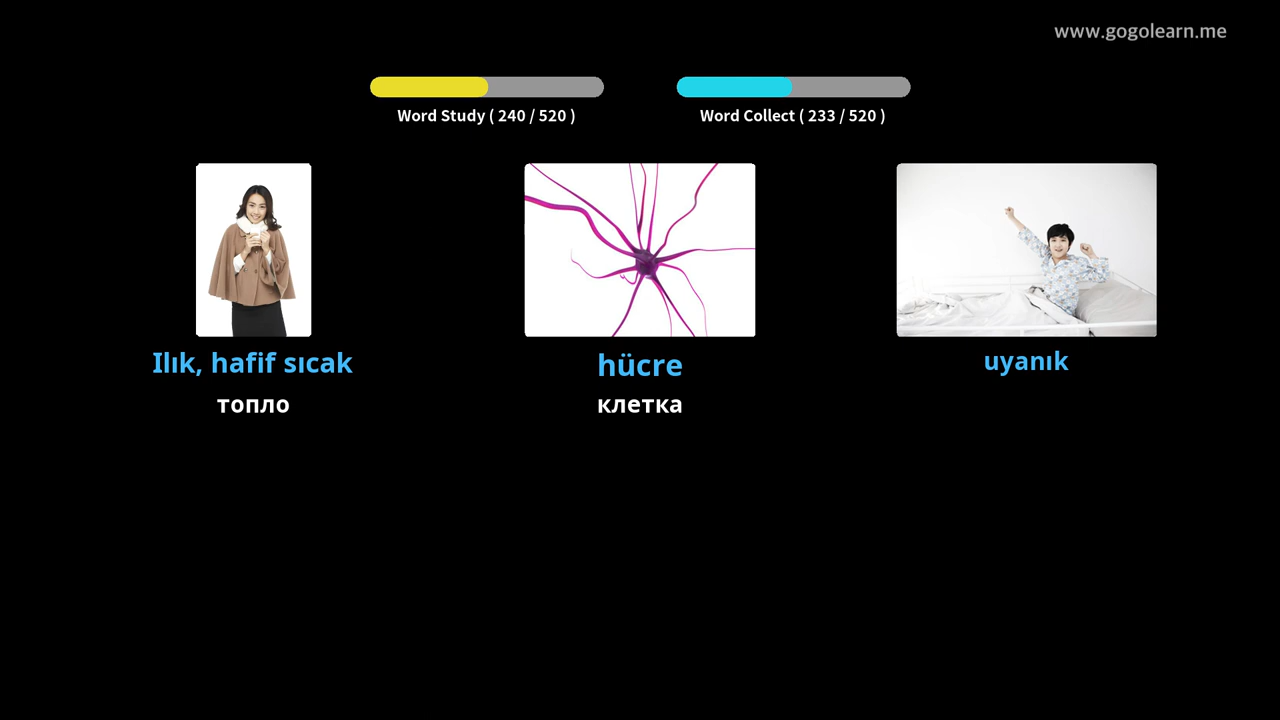 www.gogolearn.me
Word Study ( 240 / 520 )
Word Collect ( 233 / 520 )
Ilık, hafif sıcak
топло
hücre
клетка
uyanık